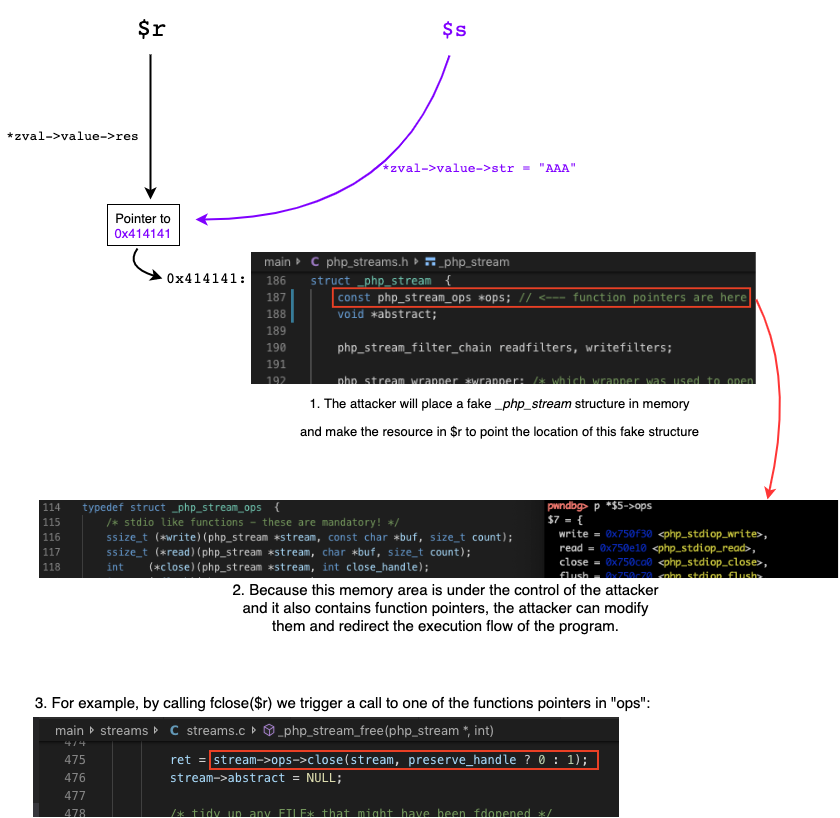 $r
$s
*zval->value->res
*zval->value->str = "AAA"
Pointer to
0x414141
0x414141:
main C php_streams.h _php_stream
186 struct _php_stream {
187 const php_stream_ops *ops; // <--- function pointers are here
188 void *abstract;
189
190 php_stream_filter_chain readfilters, writefilters;
191
192 php_stream_wrapper *wrapper; /* which wrapper was used to open
1. The attacker will place a fake _php_stream structure in memory
and make the resource in $r to point the location of this fake structure
114 typedef struct _php_stream_ops {
115 /* stdio like functions - these are mandatory! */
116 ssize_t (*write)(php_stream *stream, const char *buf, size_t count);
117 ssize_t (*read)(php_stream *stream, char *buf, size_t count);
118 int (*close)(php_stream *stream, int close_handle);
pwndbg> p *$5->ops
$7 = {
write = 0x750f30 <php_stdiop_write>,
read = 0x750e10 <php_stdiop_read>,
close = 0x750ca0 <php_stdiop_close>,
flush = 0x750c70 <php_stdiop_flush>,
2. Because this memory area is under the control of the attacker
and it also contains function pointers, the attacker can modify
them and redirect the execution flow of the program.
3. For example, by calling fclose($r) we trigger a call to one of the functions pointers in "ops":
main streams C streams.c _php_stream_free(php_stream *, int)
474
475 ret = stream->ops->close(stream, preserve_handle ? 0 : 1);
476 stream->abstract = NULL;
477
478 /* tidy up any FILE* that might have been fdopened */